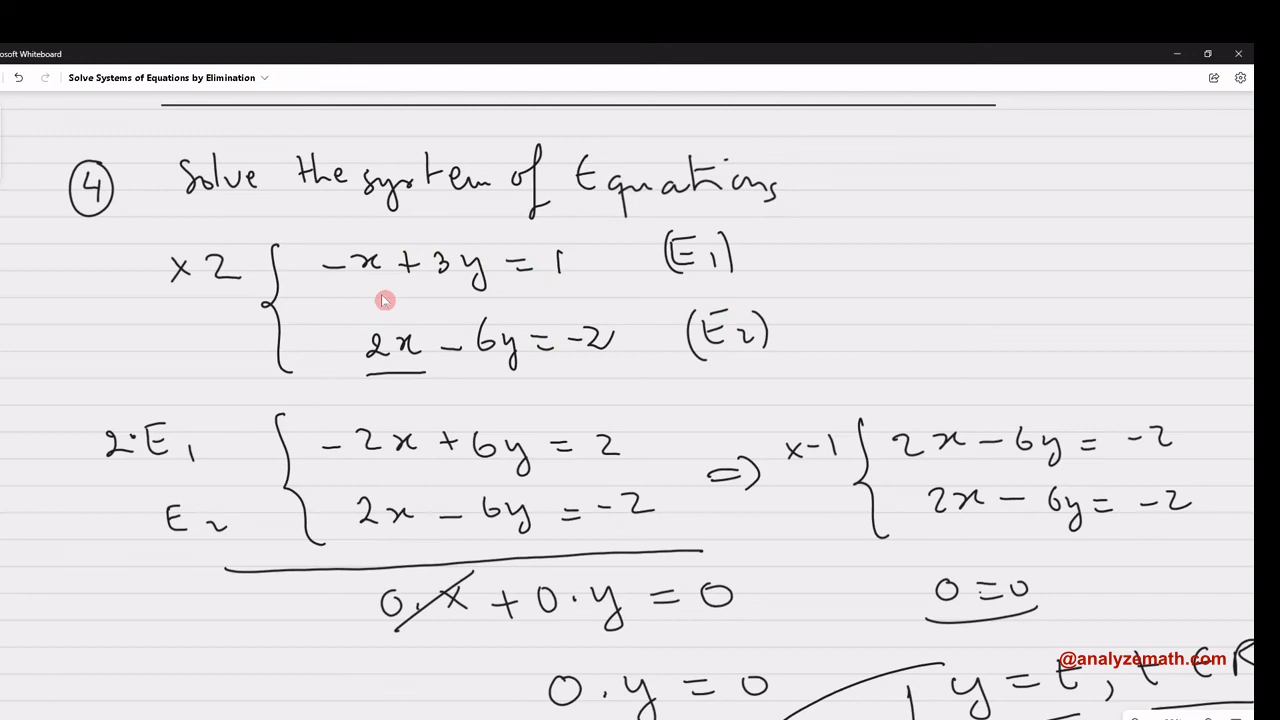 osoft Whiteboard
Solve Systems of Equations by Elimination
④ Solve the system of Equations
×2 { -x + 3y = 1 (E₁)
2x - 6y = -2 (E₂)
2·E₁ { -2x + 6y = 2 ⇒ ×-1 { 2x - 6y = -2
E₂ 2x - 6y = -2 2x - 6y = -2
0·x + 0·y = 0 0 = 0
@analyzemath.com
0·y = 0 y = t, t ∈ R